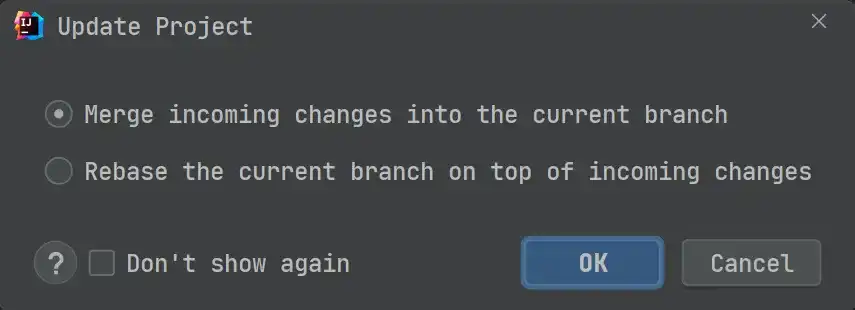 IJ
Update Project
Merge incoming changes into the current branch
Rebase the current branch on top of incoming changes
?
Don't show again
OK
Cancel